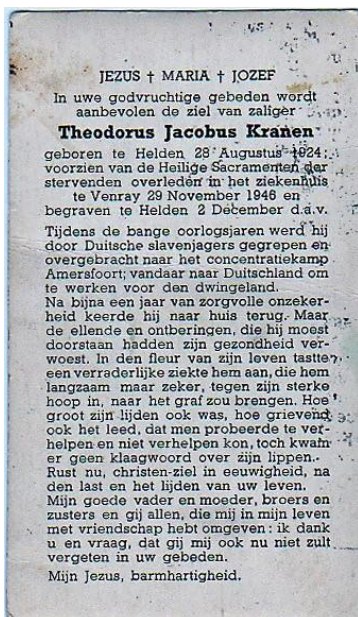 JEZUS † MARIA † JOZEF
In uwe godvruchtige gebeden wordt
aanbevolen de ziel van zaliger
Theodorus Jacobus Kranen
geboren te Helden 28 Augustus 1924;
voorzien van de Heilige Sacramenten der
stervenden overleden in het ziekenhuis
te Venray 29 November 1946 en
begraven te Helden 2 December d.a.v.
Tijdens de bange oorlogsjaren werd hij
door Duitsche slavenjagers gegrepen en
overgebracht naar het concentratiekamp
Amersfoort; vandaar naar Duitschland om
te werken voor den dwingeland.
Na bijna een jaar van zorgvolle onzeker-
heid keerde hij naar huis terug. Maar
de ellende en ontberingen, die hij moest
doorstaan hadden zijn gezondheid ver-
woest. In den fleur van zijn leven tastte
een verraderlijke ziekte hem aan, die hem
langzaam maar zeker, tegen zijn sterke
hoop in, naar het graf zou brengen. Hoe
groot zijn lijden ook was, hoe grievend
ook het leed, dat men probeerde te ver-
helpen en niet verhelpen kon, toch kwam
er geen klaagwoord over zijn lippen.
Rust nu, christen-ziel in eeuwigheid, na
den last en het lijden van uw leven.
Mijn goede vader en moeder, broers en
zusters en gij allen, die mij in mijn leven
met vriendschap hebt omgeven: ik dank
u en vraag, dat gij mij ook nu niet zult
vergeten in uw gebeden.
Mijn Jezus, barmhartigheid.